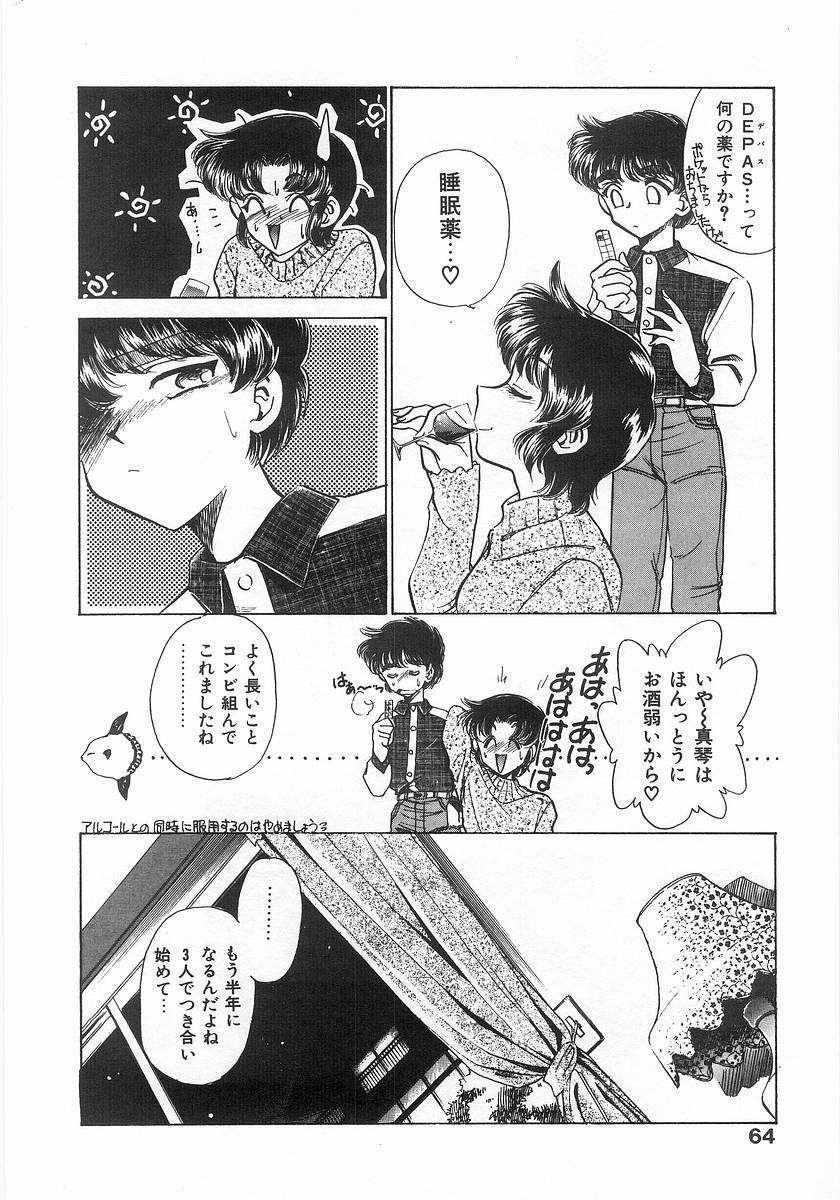 DEPAS…って
デパス
何の薬ですか？
ポケットから
おちましたけど…
睡眠薬…♡
あ…し
いや〜真琴は
ほんっとうに
お酒弱いから♡
あはっあはっ
あはははは
はあ〜〜っ
よく長いこと
コンビ組んで
これましたね
………
アルコールとの同時に服用するのはやめましょうる
………
もう半年に
なるんだよね
3人でつき合い
始めて…
64